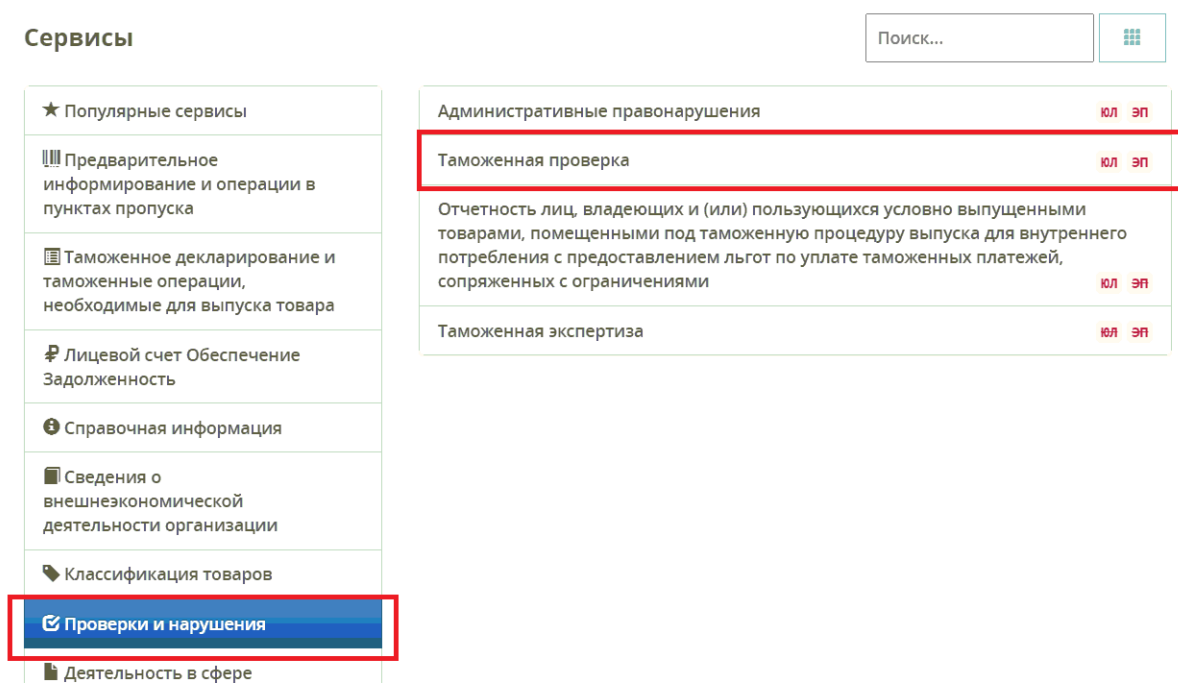 Сервисы
Поиск...
Популярные сервисы
Предварительное
информирование и операции в
пунктах пропуска
Таможенное декларирование и
таможенные операции,
необходимые для выпуска товара
Лицевой счет Обеспечение
Задолженность
Справочная информация
Сведения о
внешнеэкономической
деятельности организации
Классификация товаров
Проверки и нарушения
Деятельность в сфере
Административные правонарушения ЮЛ ЭП
Таможенная проверка ЮЛ ЭП
Отчетность лиц, владеющих и (или) пользующихся условно выпущенными
товарами, помещенными под таможенную процедуру выпуска для внутреннего
потребления с предоставлением льгот по уплате таможенных платежей,
сопряженных с ограничениями ЮЛ ЭП
Таможенная экспертиза ЮЛ ЭП